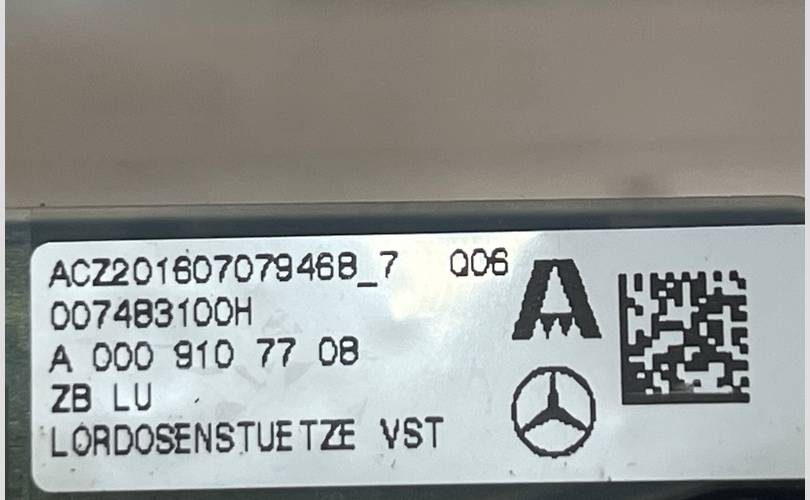 ACZ201607079468_7 Q06
007483100H
A 000 910 77 08
ZB LU
LORDOSENSTUETZE VST
A